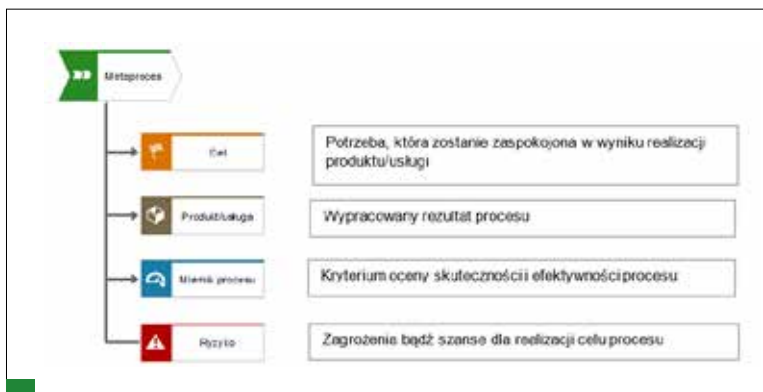 Metaproces
Cel
Potrzeba, która zostanie zaspokojona w wyniku realizacji
produktu/usługi
Produkt/usługa
Wypracowany rezultat procesu
Miernik procesu
Kryterium oceny skuteczności i efektywności procesu
Ryzyko
Zagrożenia bądź szanse dla realizacji celu procesu